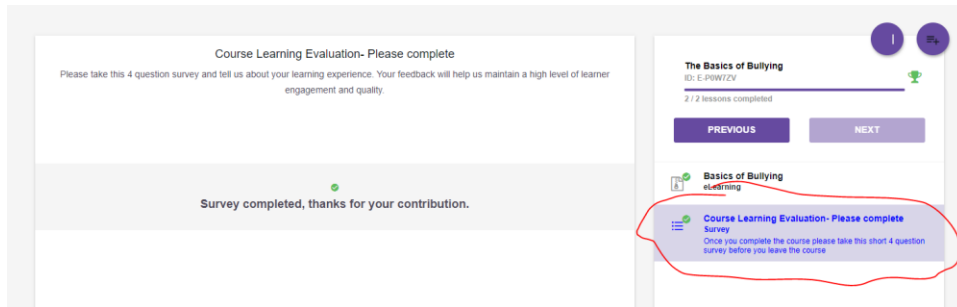 Course Learning Evaluation- Please complete
Please take this 4 question survey and tell us about your learning experience. Your feedback will help us maintain a high level of learner
engagement and quality.
Survey completed, thanks for your contribution.
The Basics of Bullying
ID: E-P0W7ZV
2 / 2 lessons completed
PREVIOUS
NEXT
Basics of Bullying
eLearning
Course Learning Evaluation- Please complete
Survey
Once you complete the course please take this short 4 question
survey before you leave the course